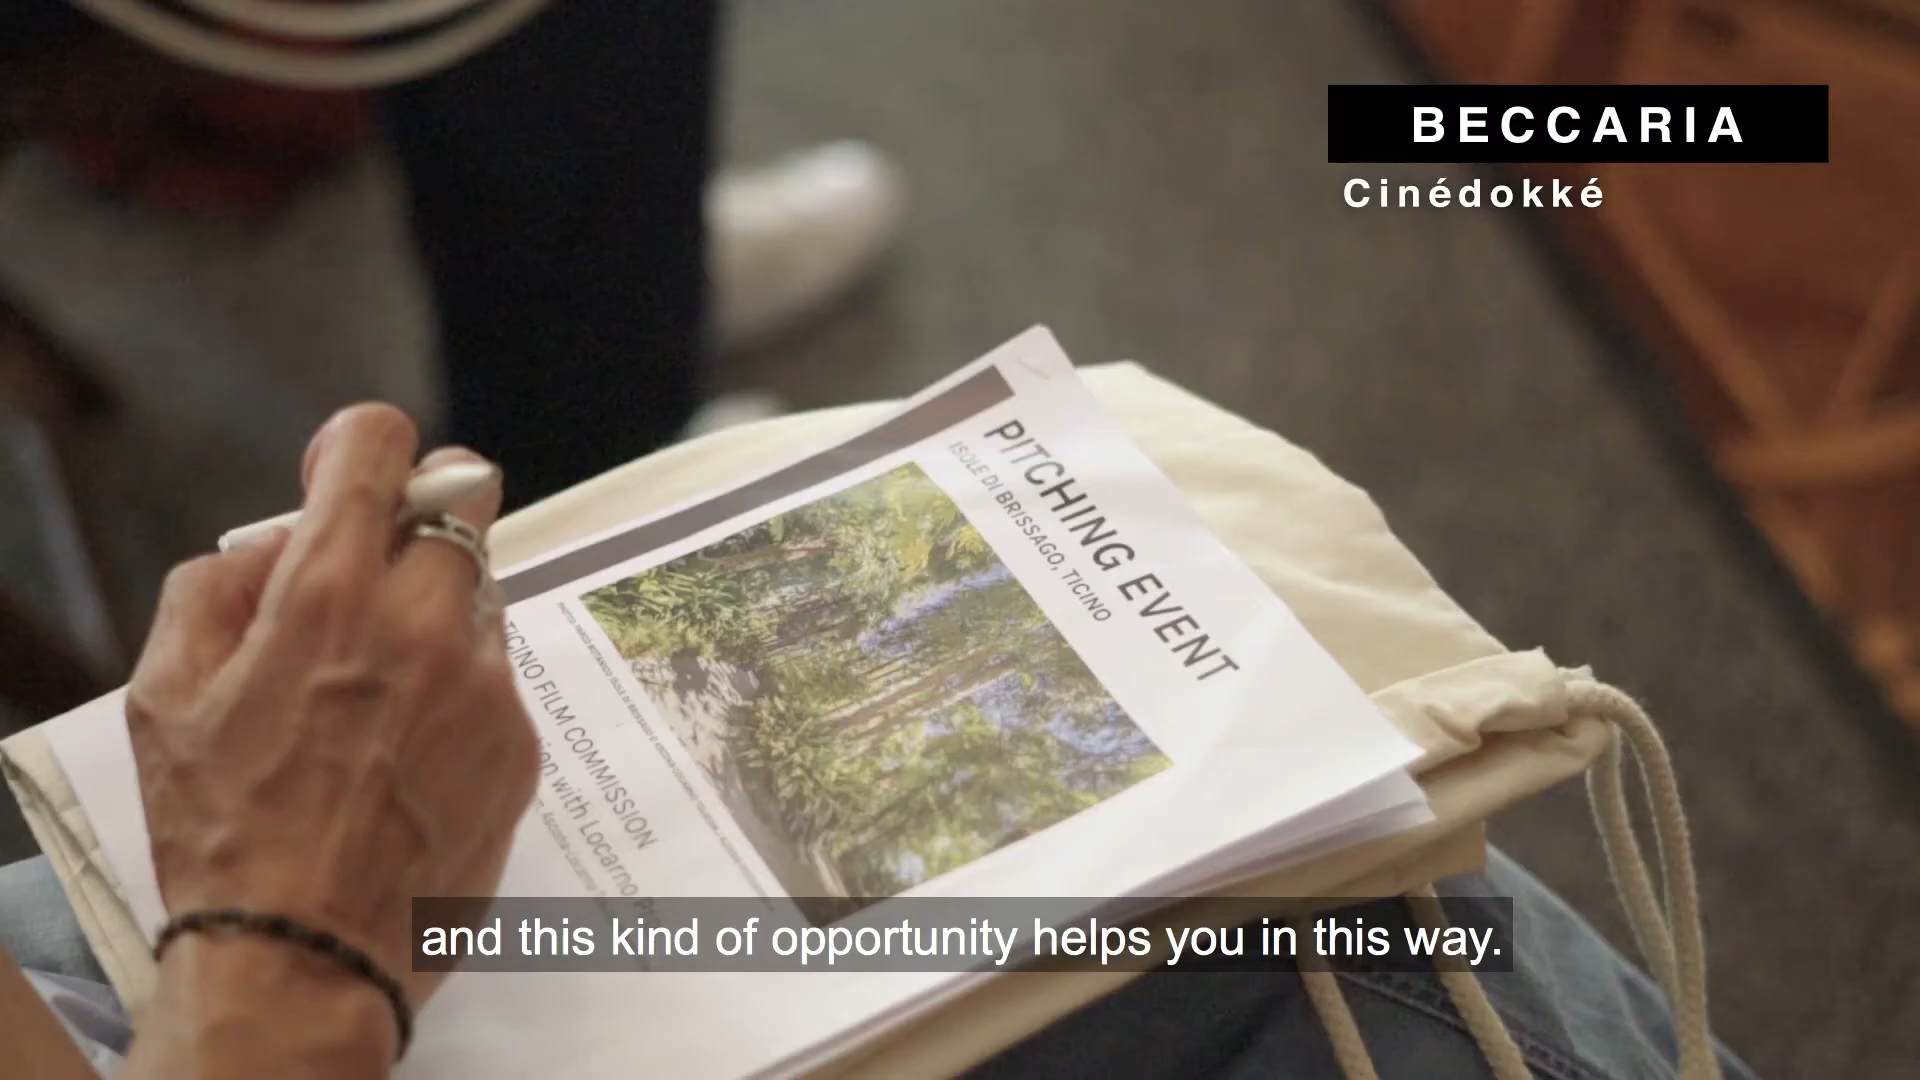 BECCARIA
Cinédokké
PITCHING EVENT
ISOLE DI BRISSAGO, TICINO
TICINO FILM COMMISSION
with Locarno
and this kind of opportunity helps you in this way.